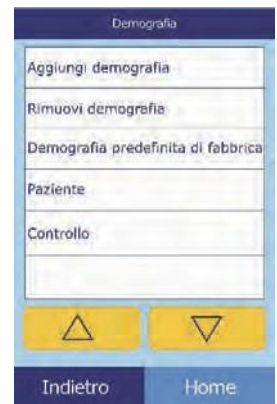 Demografia
Aggiungi demografia
Rimuovi demografia
Demografia predefinita di fabbrica
Paziente
Controllo
Indietro Home